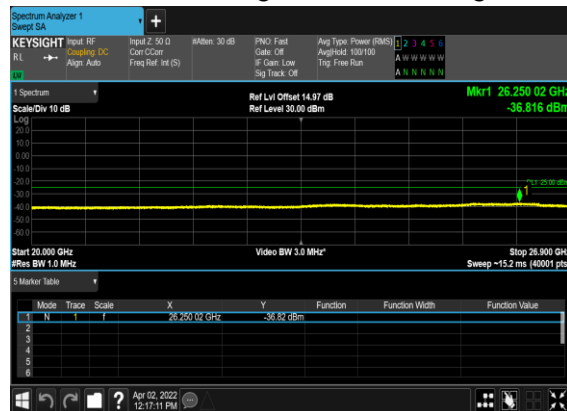 Spectrum Analyzer 1
Swept SA
KEYSIGHT
RL
LW
Input: RF
Coupling: DC
Align: Auto
Input Z: 50 Ω
Corr CCorr
Freq Ref: Int (S)
#Atten: 30 dB
PNO: Fast
Gate: Off
IF Gain: Low
Sig Track: Off
Avg Type: Power (RMS)
Avg|Hold: 100/100
Trig: Free Run
1 2 3 4 5 6
A W W W W W
A N N N N N
1 Spectrum
Scale/Div 10 dB
Log
Ref Lvl Offset 14.97 dB
Ref Level 30.00 dBm
Mkr1 26.250 02 GHz
-36.816 dBm
20.0
10.0
0.00
-10.0
-20.0
-30.0
-40.0
-50.0
-60.0
DL1 -25.00 dBm
1
Start 20.000 GHz
#Res BW 1.0 MHz
Video BW 3.0 MHz*
Stop 26.900 GHz
Sweep ~15.2 ms (40001 pts)
5 Marker Table
Mode Trace Scale X Y Function Function Width Function Value
1 N 1 f 26.250 02 GHz -36.82 dBm
2
3
4
5
6
?
Apr 02, 2022
12:17:11 PM